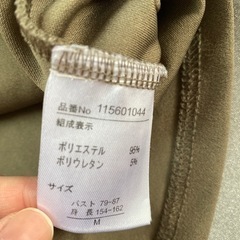 品番No 115601044
組成表示
ポリエステル 95%
ポリウレタン 5%
サイズ
バスト 79-87
身長 154-162
M